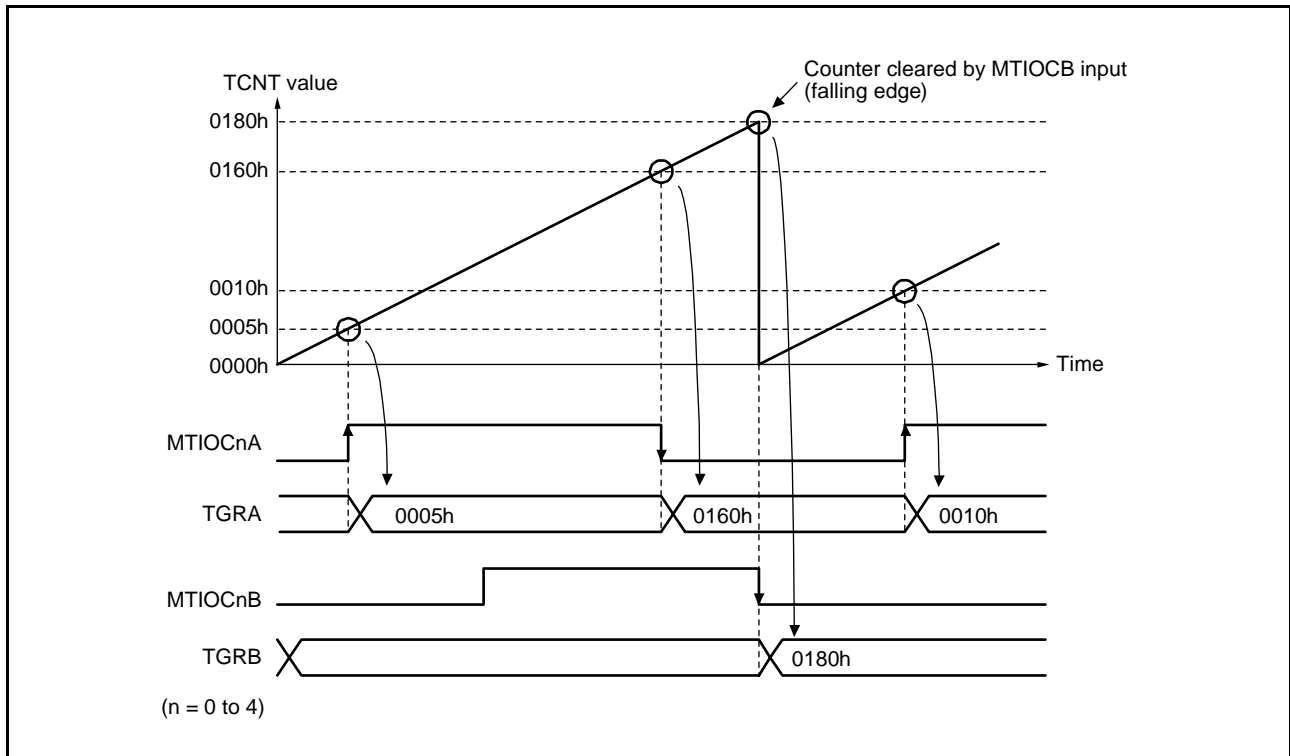 Counter cleared by MTIOCB input
(falling edge)
TCNT value
0180h
0160h
0010h
0005h
0000h
Time
MTIOCnA
TGRA
0005h
0160h
0010h
MTIOCnB
TGRB
0180h
(n = 0 to 4)